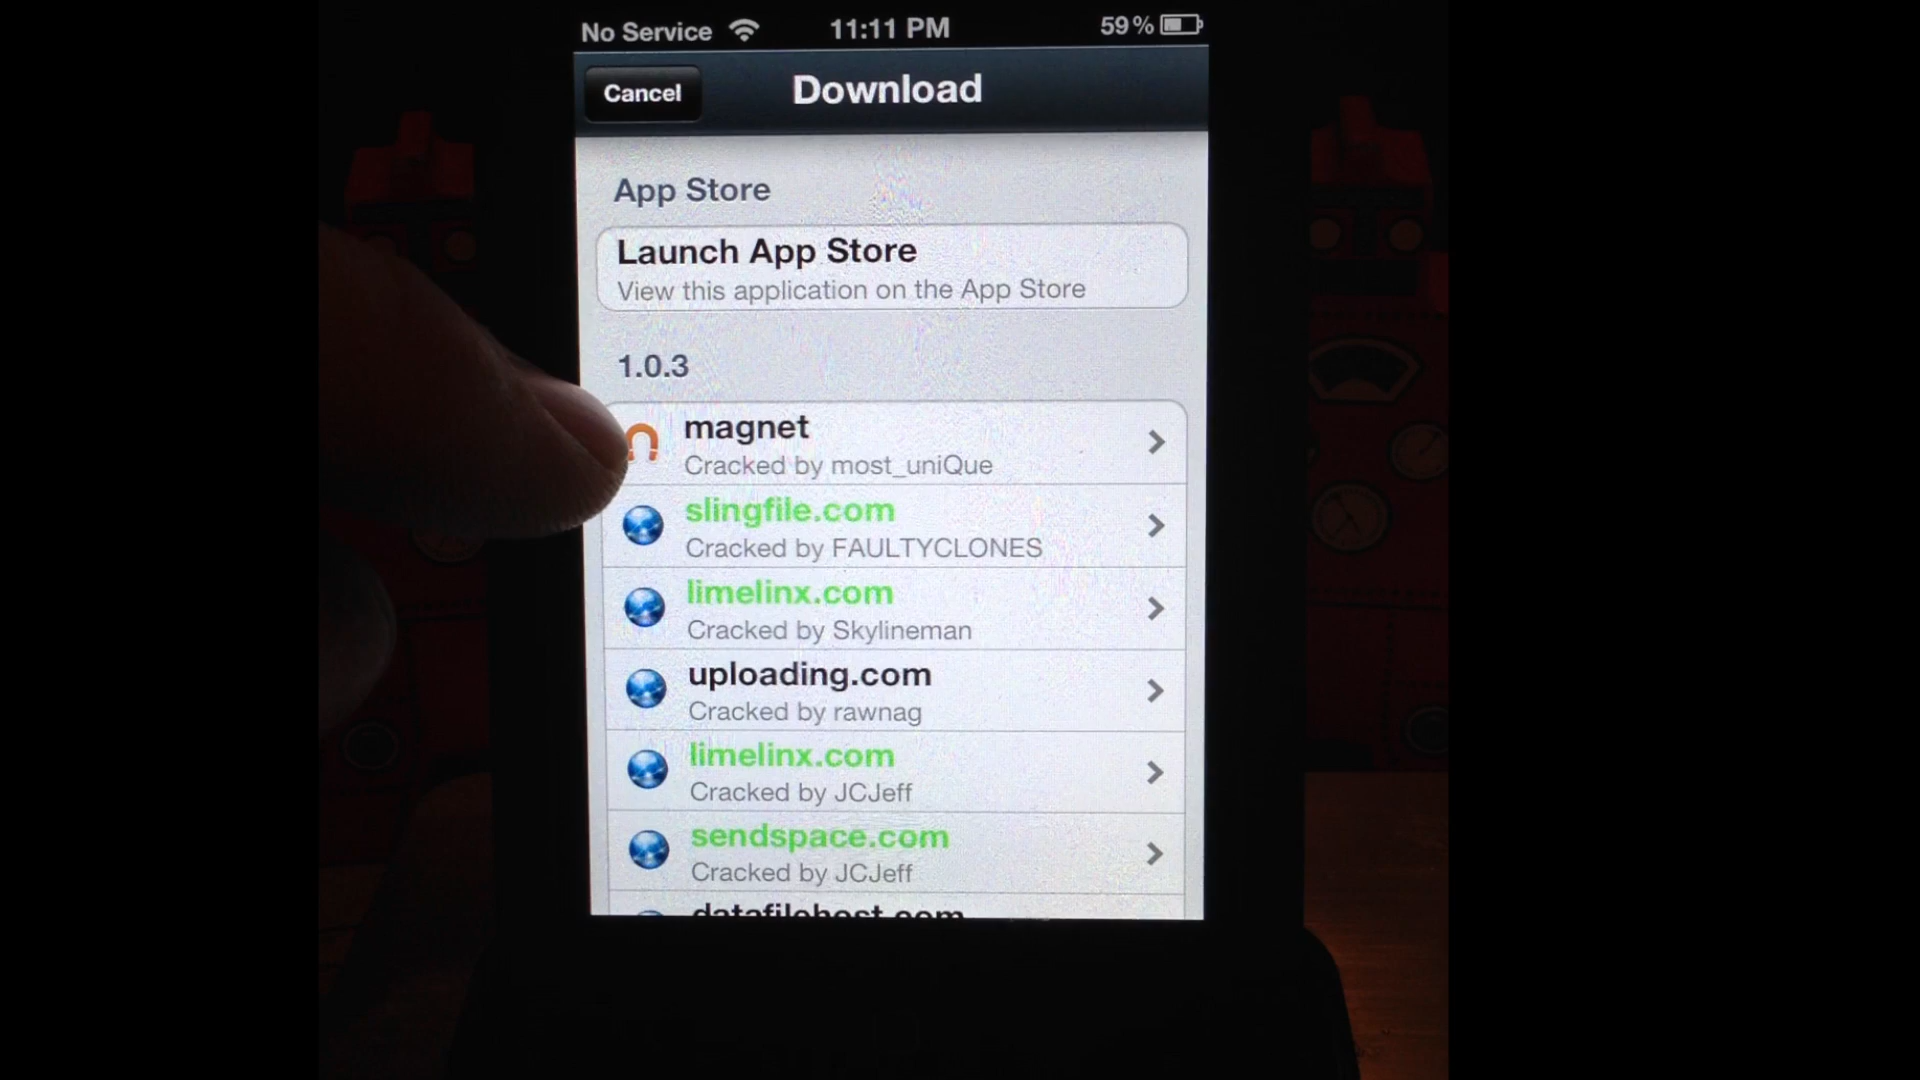 No Service 11:11 PM 59%
Cancel Download
App Store
Launch App Store
View this application on the App Store
1.0.3
magnet
Cracked by most_uniQue
slingfile.com
Cracked by FAULTYCLONES
limelinx.com
Cracked by Skylineman
uploading.com
Cracked by rawnag
limelinx.com
Cracked by JCJeff
sendspace.com
Cracked by JCJeff
datafilehost.com